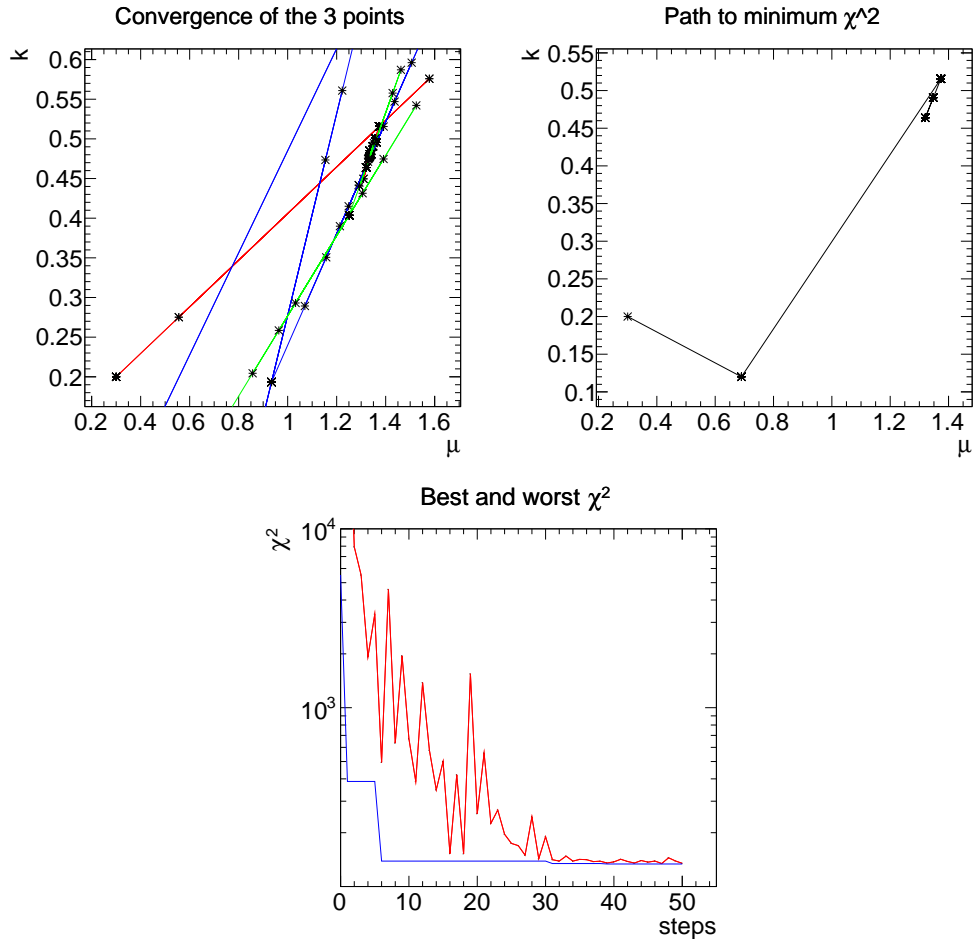 Convergence of the 3 points
k
0.6
0.55
0.5
0.45
0.4
0.35
0.3
0.25
0.2
0.2 0.4 0.6 0.8 1 1.2 1.4 1.6
μ
Path to minimum χ^2
k
0.55
0.5
0.45
0.4
0.35
0.3
0.25
0.2
0.15
0.1
0.2 0.4 0.6 0.8 1 1.2 1.4
μ
Best and worst χ²
χ²
10⁴
10³
0 10 20 30 40 50
steps